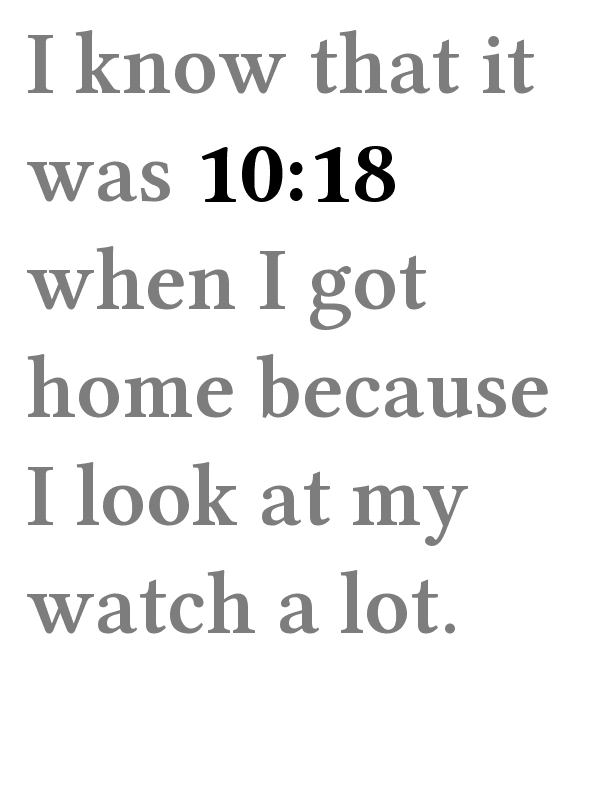 I know that it
was 10:18
when I got
home because
I look at my
watch a lot.